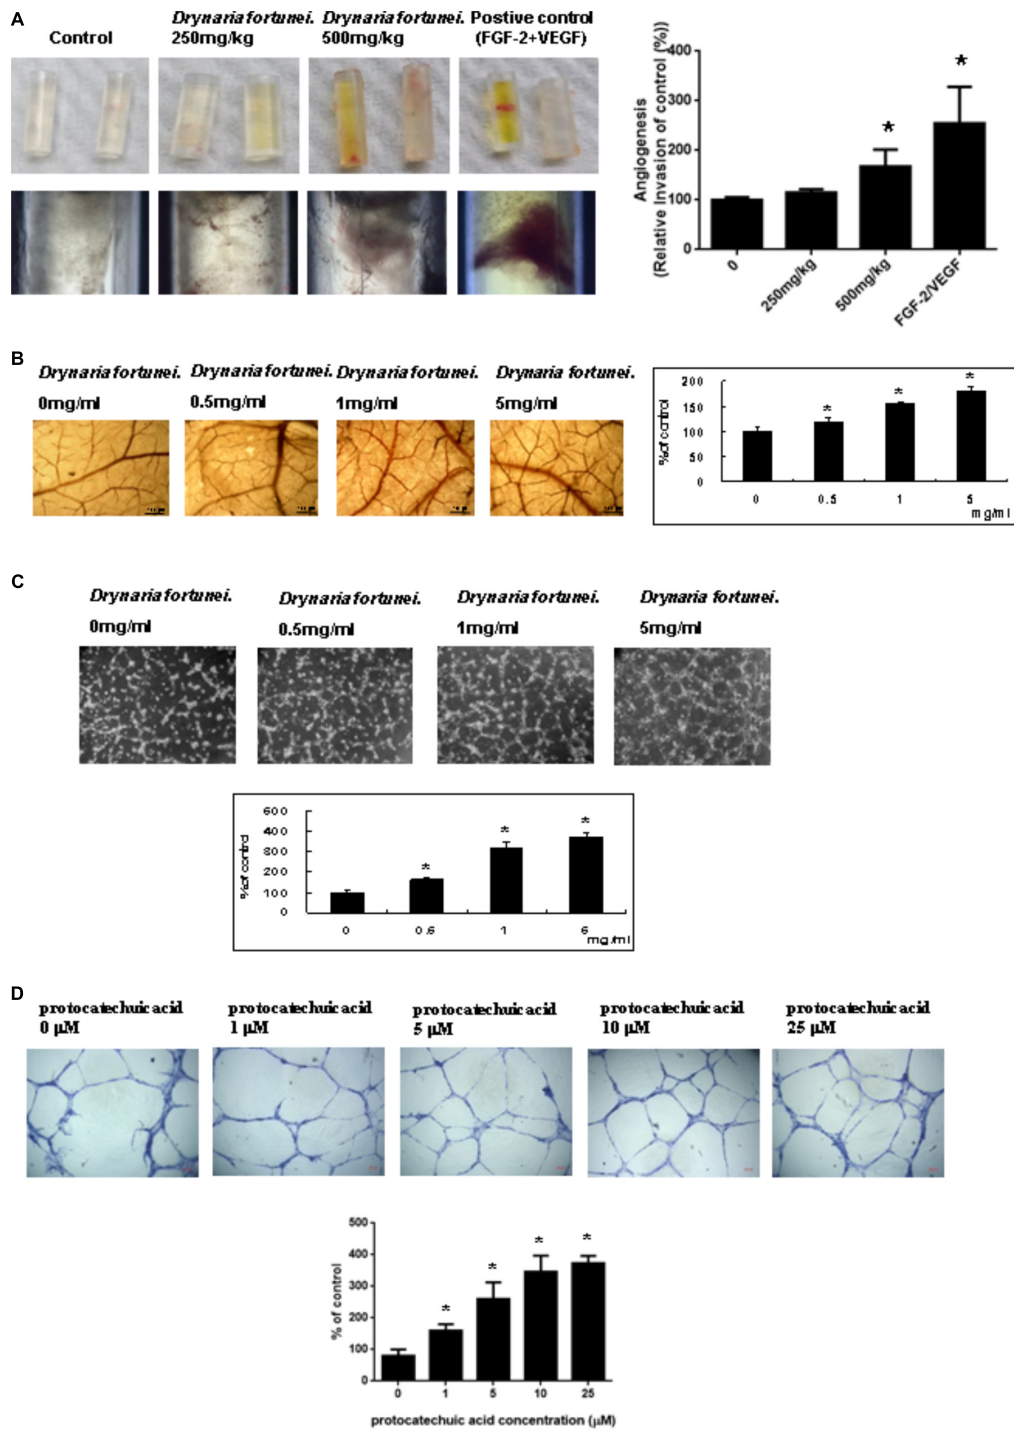 A
Control
Drynaria fortunei.
250mg/kg
Drynaria fortunei.
500mg/kg
Postive control
(FGF-2+VEGF)
Angiogenesis
(Relative Invasion of control (%))
400
300
200
100
0
0
250mg/kg
500mg/kg
FGF-2/VEGF
*
*
B
Drynaria fortunei.
0mg/ml
Drynaria fortunei.
0.5mg/ml
Drynaria fortunei.
1mg/ml
Drynaria fortunei.
5mg/ml
% of control
200
150
100
50
0
0
0.5
1
5
mg/ml
*
*
*
C
Drynaria fortunei.
0mg/ml
Drynaria fortunei.
0.5mg/ml
Drynaria fortunei.
1mg/ml
Drynaria fortunei.
5mg/ml
% of control
600
400
800
200
100
0
0
0.6
1
6
mg/ml
*
*
*
D
protocatechuic acid
0 µM
protocatechuic acid
1 µM
protocatechuic acid
5 µM
protocatechuic acid
10 µM
protocatechuic acid
25 µM
% of control
500
400
300
200
100
0
0
1
5
10
25
*
*
*
*
protocatechuic acid concentration (µM)